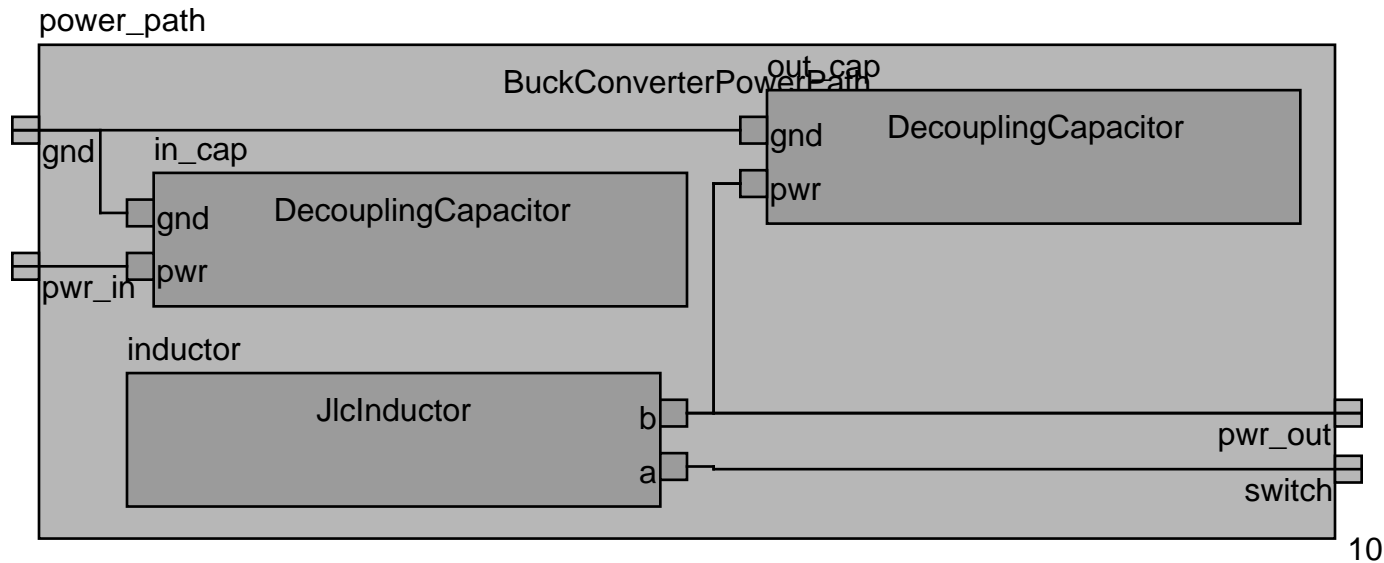 power_path
out_cap
BuckConverterPowerPath
gnd
DecouplingCapacitor
gnd
in_cap
pwr
gnd
DecouplingCapacitor
pwr
pwr_in
inductor
JlcInductor
b
pwr_out
a
switch
10